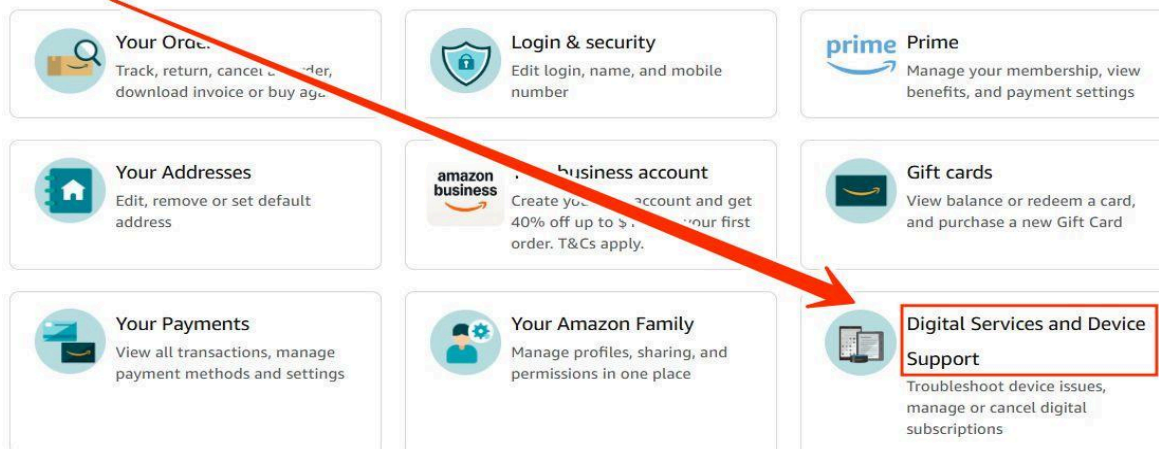 Your
Track, return, cancel
download invoice or buy
Login & security
Edit login, name, and mobile
number
prime
Prime
Manage your membership, view
benefits, and payment settings
Your Addresses
Edit, remove or set default
address
amazon
business
business account
Create account and get
40% off up to your first
order. T&Cs apply.
Gift cards
View balance or redeem a card,
and purchase a new Gift Card
Your Payments
View all transactions, manage
payment methods and settings
Your Amazon Family
Manage profiles, sharing, and
permissions in one place
Digital Services and Device
Support
Troubleshoot device issues,
manage or cancel digital
subscriptions